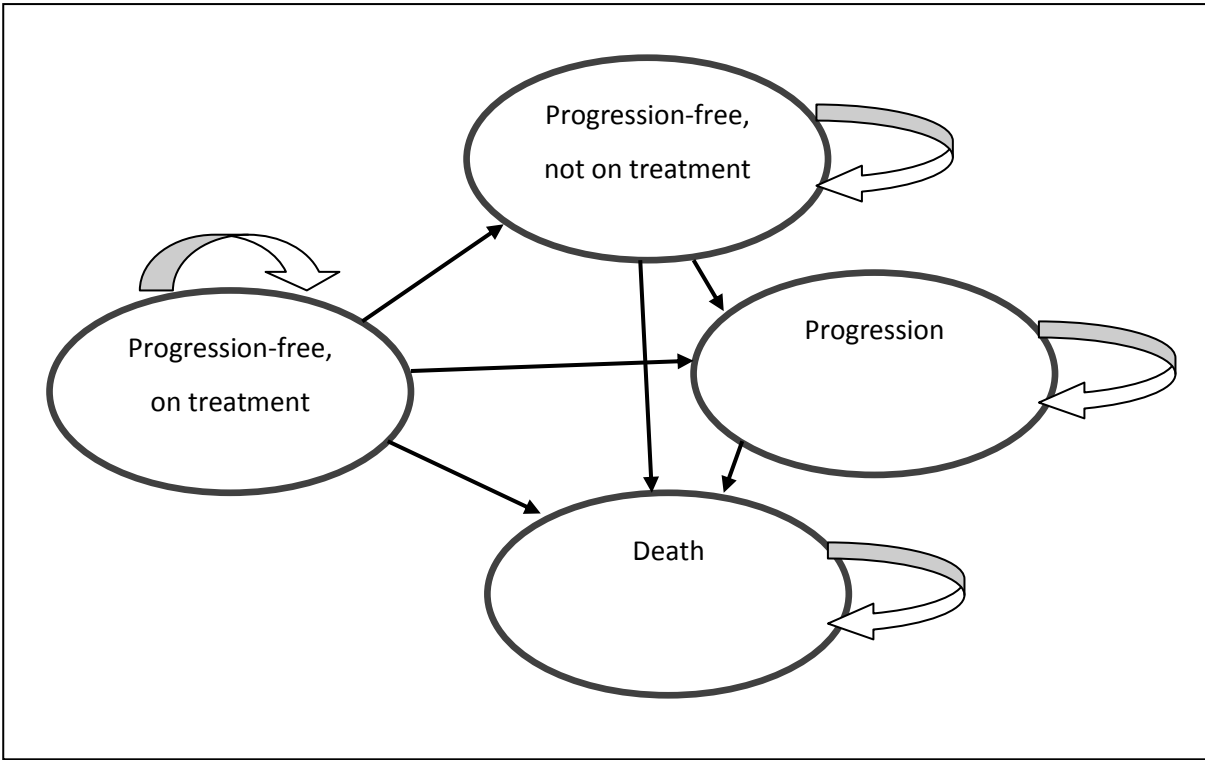 Progression-free,
not on treatment
Progression-free,
on treatment
Progression
Death